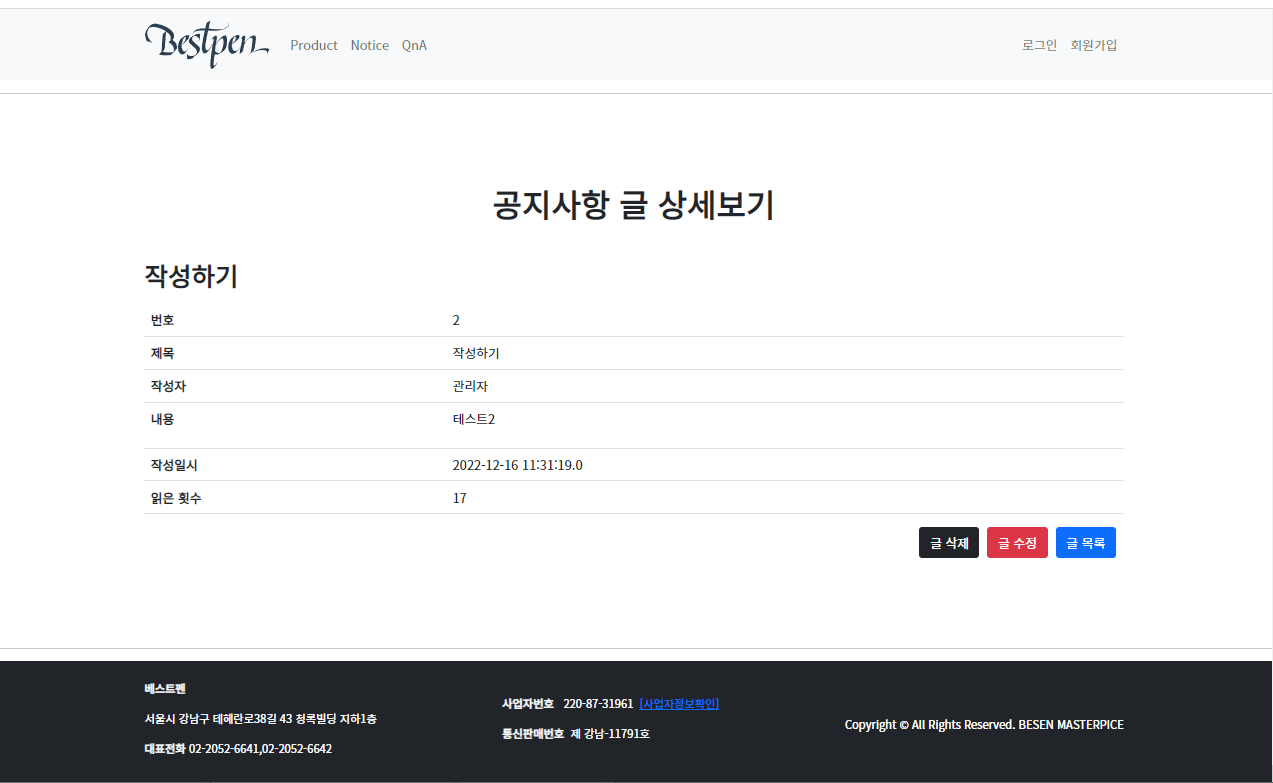 Bestpen Product Notice QnA 로그인 회원가입
공지사항 글 상세보기
작성하기
번호 2
제목 작성하기
작성자 관리자
내용 테스트2
작성일시 2022-12-16 11:31:19.0
읽은 횟수 17
글 삭제 글 수정 글 목록
베스트펜
서울시 강남구 테헤란로38길 43 청록빌딩 지하1층
대표전화 02-2052-6641,02-2052-6642
사업자번호 220-87-31961 [사업자정보확인]
통신판매번호 제 강남-11791호
Copyright © All Rights Reserved. BESEN MASTERPICE